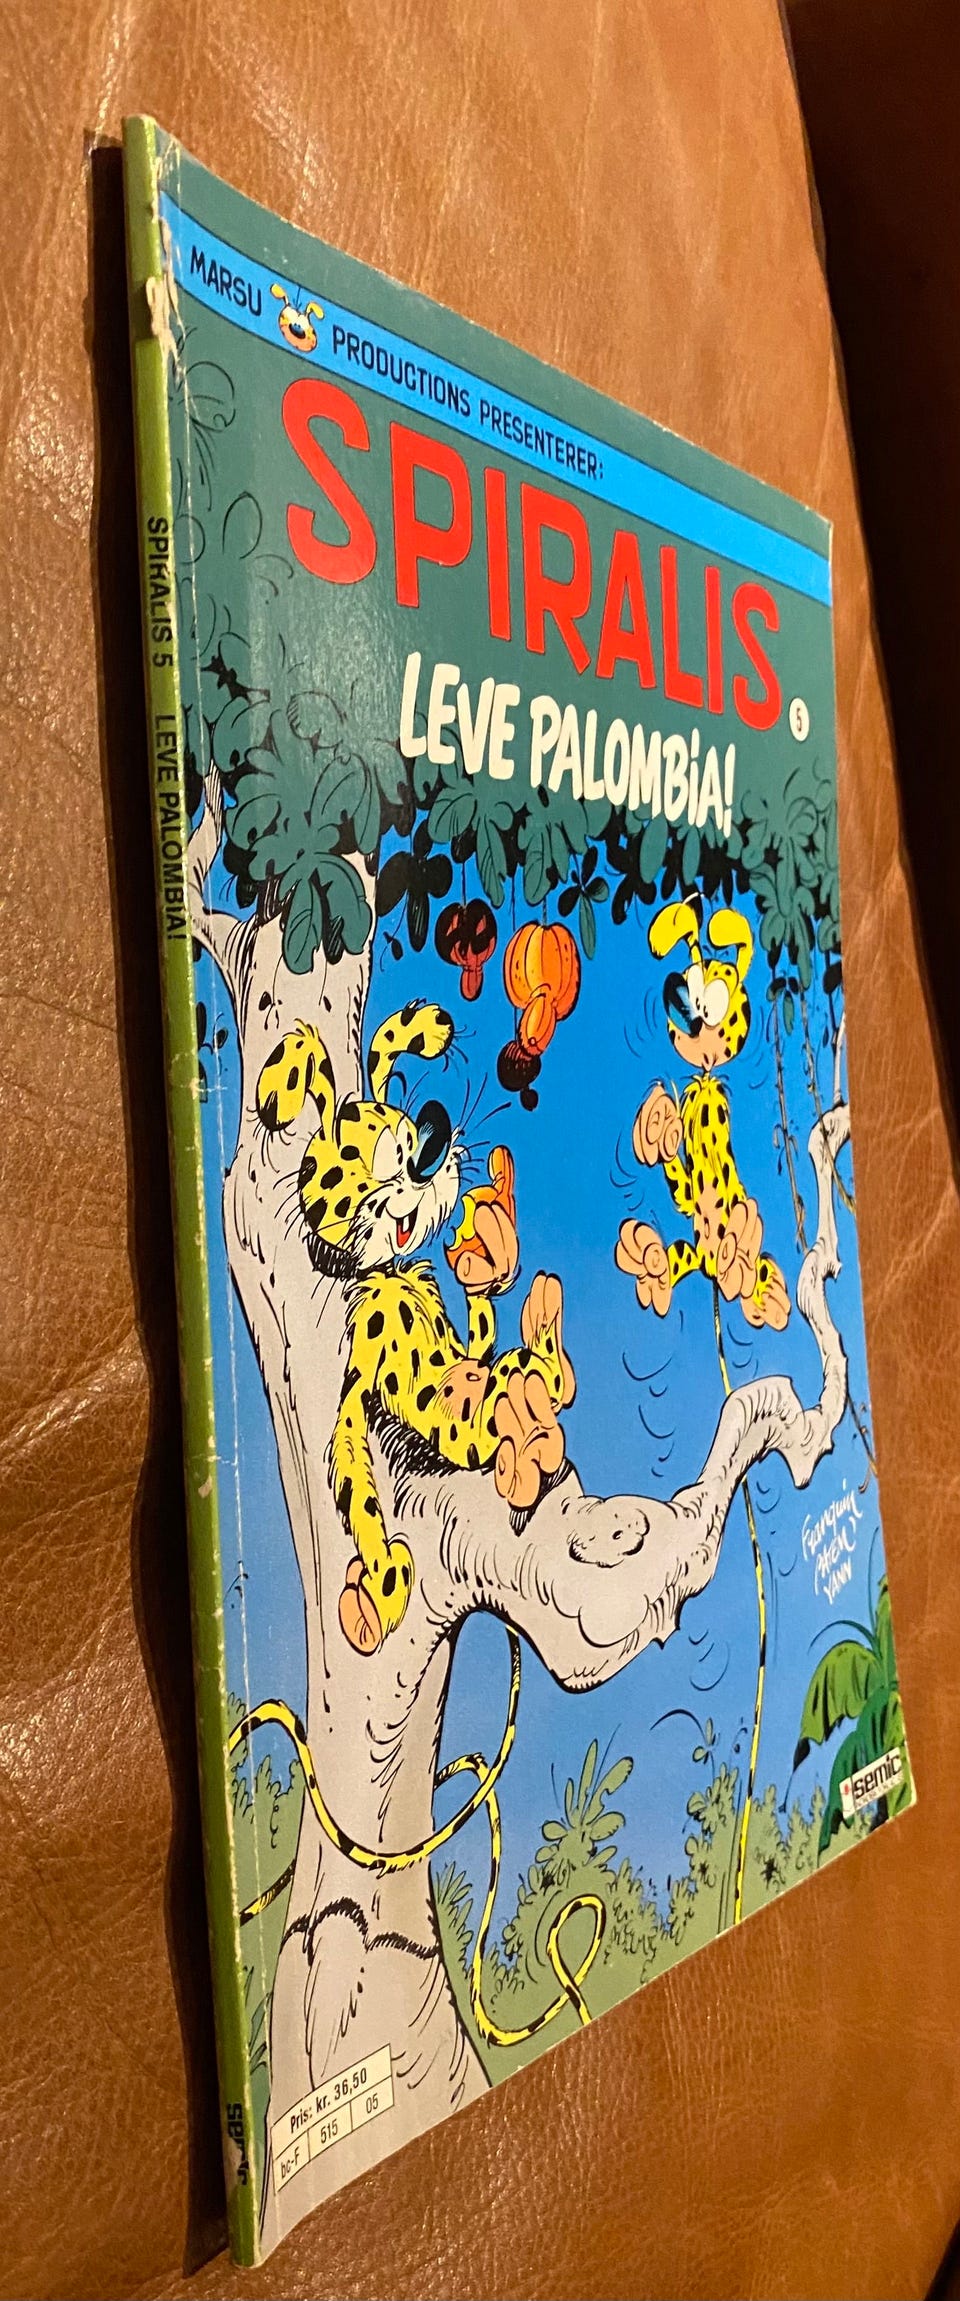 MARSU PRODUCTIONS PRESENTERER:
SPIRALIS
5
LEVE PALOMBIA!
Franquin
BATEM
YANN
semic
Pris: kr. 36,50
bc-F 515 05
SPIRALIS 5 LEVE PALOMBIA!
semic